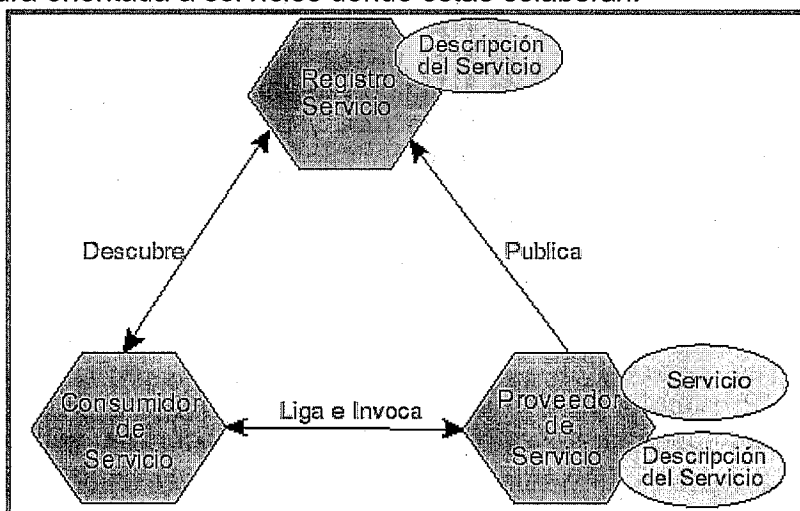 orientada a servicios donde éstas colaboran.
Descripción
del Servicio
Registro
Servicio
Descubre
Publica
Consumidor
de
Servicio
Liga e Invoca
Proveedor
de
Servicio
Servicio
Descripción
del Servicio